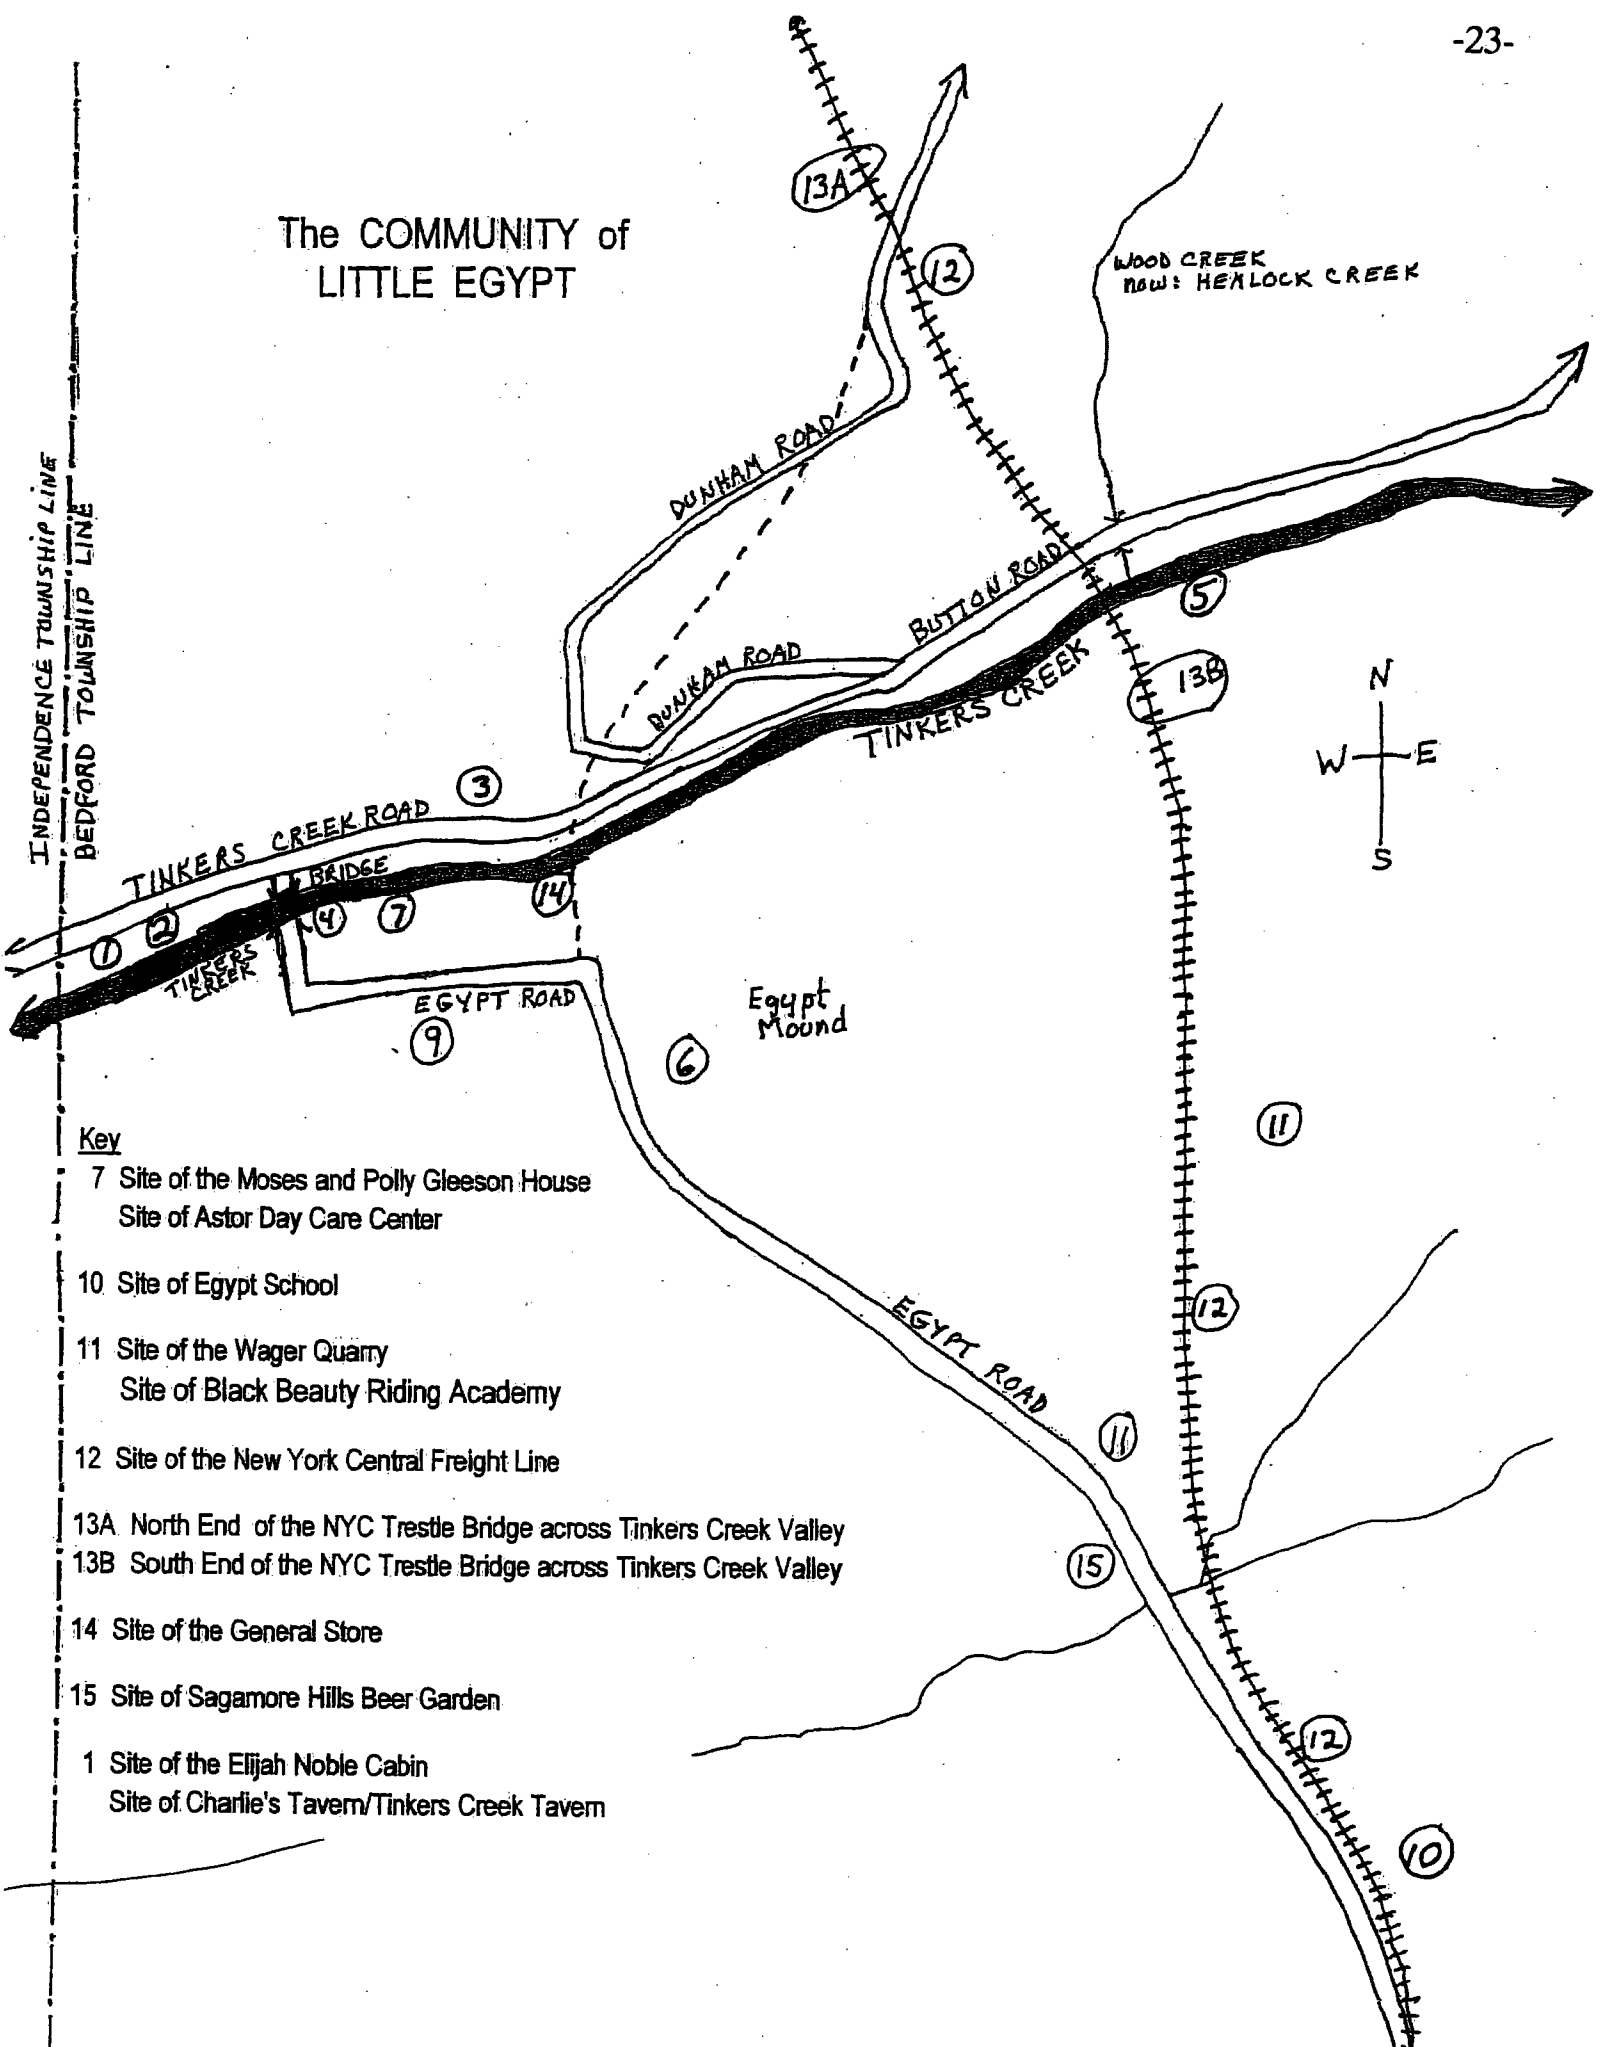 -23-
The COMMUNITY of
LITTLE EGYPT
13A
12
WOOD CREEK
now: HEMLOCK CREEK
INDEPENDENCE TOWNSHIP LINE
BEDFORD TOWNSHIP LINE
DUNHAM ROAD
BUTTON ROAD
5
DUNHAM ROAD
TINKERS CREEK
13B
N
W E
S
3
TINKERS CREEK ROAD
BRIDGE
1
2
4
7
14
TINKERS
CREEK
EGYPT ROAD
9
Egypt
Mound
6
11
12
EGYPT ROAD
11
15
12
10
Key
7 Site of the Moses and Polly Gleeson House
Site of Astor Day Care Center
10 Site of Egypt School
11 Site of the Wager Quarry
Site of Black Beauty Riding Academy
12 Site of the New York Central Freight Line
13A North End of the NYC Trestle Bridge across Tinkers Creek Valley
13B South End of the NYC Trestle Bridge across Tinkers Creek Valley
14 Site of the General Store
15 Site of Sagamore Hills Beer Garden
1 Site of the Elijah Noble Cabin
Site of Charlie's Tavern/Tinkers Creek Tavern